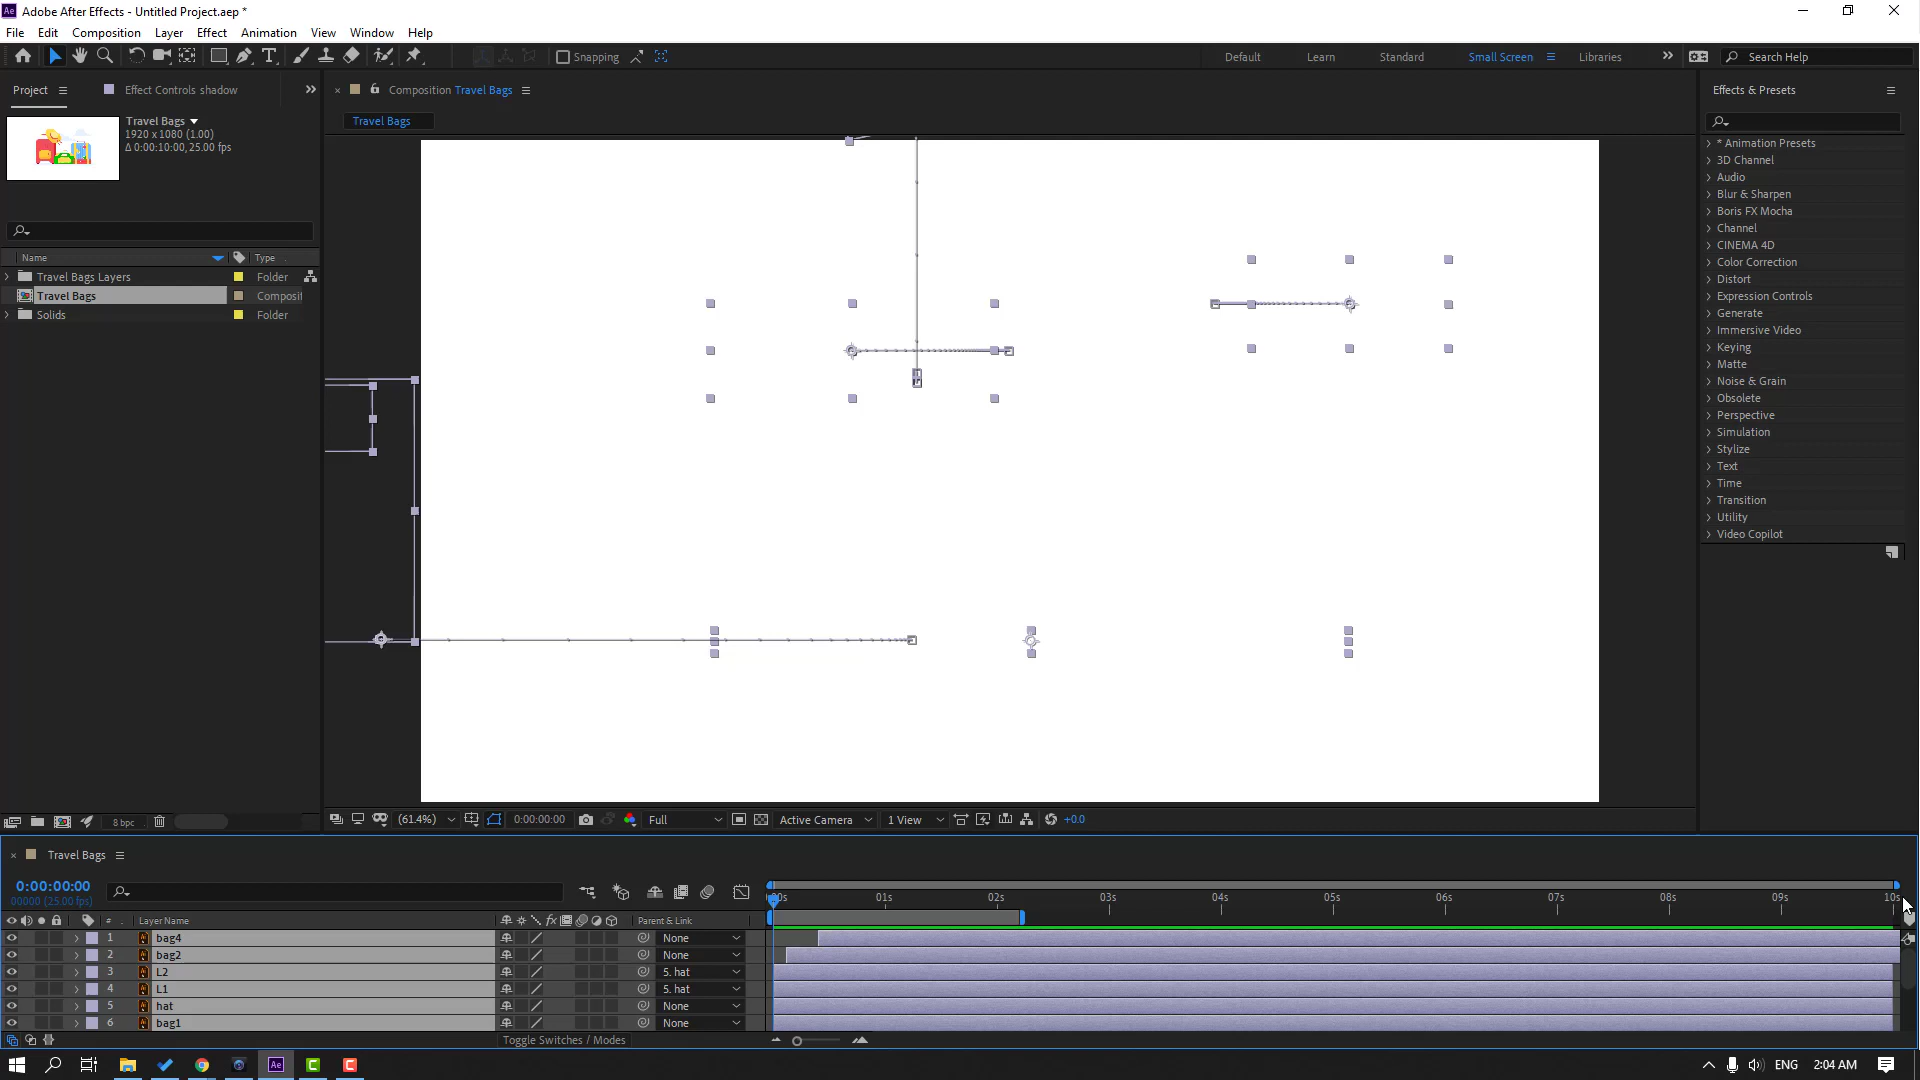 Adobe After Effects - Untitled Project.aep *
File Edit Composition Layer Effect Animation View Window Help
Snapping
Default Learn Standard Small Screen Libraries Search Help
Project Effect Controls shadow
Composition Travel Bags
Effects & Presets
Travel Bags
1920 x 1080 (1.00)
Δ 0:00:10:00, 25.00 fps)
Travel Bags
Name Type
Travel Bags Layers Folder
Travel Bags Composit
Solids Folder
* Animation Presets
3D Channel
Audio
Blur & Sharpen
Boris FX Mocha
Channel
CINEMA 4D
Color Correction
Distort
Expression Controls
Generate
Immersive Video
Keying
Matte
Noise & Grain
Obsolete
Perspective
Simulation
Stylize
Text
Time
Transition
Utility
Video Copilot
8 bpc
(61.4%) 0:00:00:00 Full Active Camera 1 View +0.0
Travel Bags
0:00:00:00
00000 (25.00 fps)
01s 02s 03s 04s 05s 06s 07s 08s 09s 10s
# Layer Name fx Parent & Link
1 bag4 None
2 bag2 None
3 L2 5. hat
4 L1 5. hat
5 hat None
6 bag1 None
Toggle Switches / Modes
ENG 2:04 AM